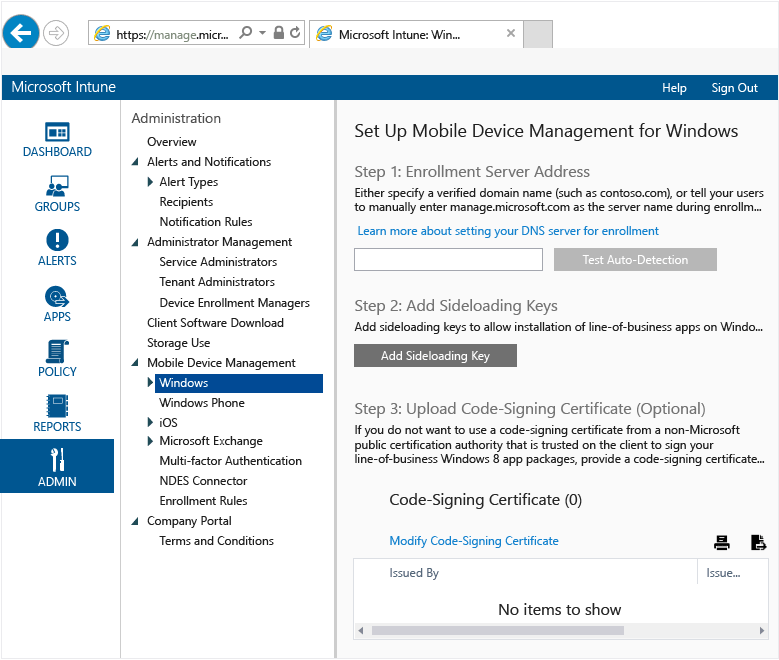 https://manage.micr...
Microsoft Intune: Win...
Microsoft Intune
Help
Sign Out
DASHBOARD
GROUPS
ALERTS
APPS
POLICY
REPORTS
ADMIN
Administration
Overview
Alerts and Notifications
Alert Types
Recipients
Notification Rules
Administrator Management
Service Administrators
Tenant Administrators
Device Enrollment Managers
Client Software Download
Storage Use
Mobile Device Management
Windows
Windows Phone
iOS
Microsoft Exchange
Multi-factor Authentication
NDES Connector
Enrollment Rules
Company Portal
Terms and Conditions
Set Up Mobile Device Management for Windows
Step 1: Enrollment Server Address
Either specify a verified domain name (such as contoso.com), or tell your users
to manually enter manage.microsoft.com as the server name during enrollm...
Learn more about setting your DNS server for enrollment
Test Auto-Detection
Step 2: Add Sideloading Keys
Add sideloading keys to allow installation of line-of-business apps on Windo...
Add Sideloading Key
Step 3: Upload Code-Signing Certificate (Optional)
If you do not want to use a code-signing certificate from a non-Microsoft
public certification authority that is trusted on the client to sign your
line-of-business Windows 8 app packages, provide a code-signing certificate...
Code-Signing Certificate (0)
Modify Code-Signing Certificate
Issued By
Issue...
No items to show